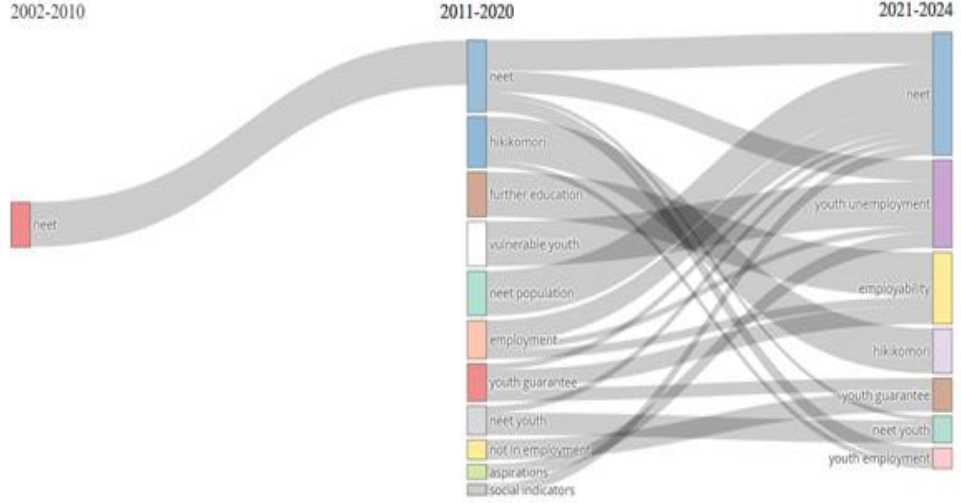 2002-2010
2011-2020
2021-2024
neet
neet
hikikomori
further education
vulnerable youth
neet population
employment
youth guarantee
neet youth
not in employment
aspirations
social indicators
neet
youth unemployment
employability
hikikomori
youth guarantee
neet youth
youth employment